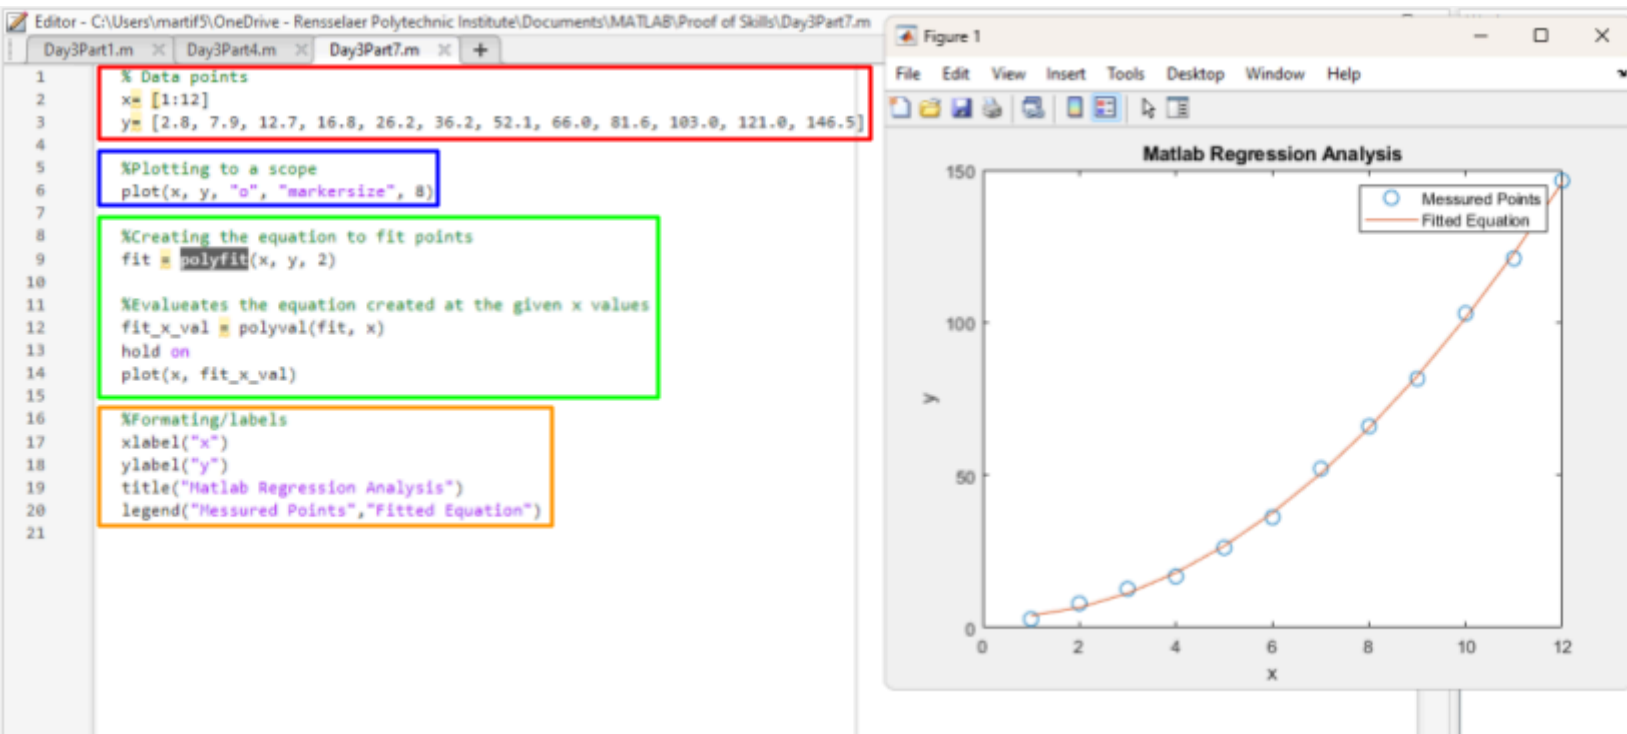 Editor - C:\Users\martif5\OneDrive - Rensselaer Polytechnic Institute\Documents\MATLAB\Proof of Skills\Day3Part7.m
Day3Part1.m × Day3Part4.m × Day3Part7.m × +
1 % Data points
2 x= [1:12]
3 y= [2.8, 7.9, 12.7, 16.8, 26.2, 36.2, 52.1, 66.0, 81.6, 103.0, 121.0, 146.5]
4
5 %Plotting to a scope
6 plot(x, y, "o", "markersize", 8)
7
8 %Creating the equation to fit points
9 fit = polyfit(x, y, 2)
10
11 %Evalueates the equation created at the given x values
12 fit_x_val = polyval(fit, x)
13 hold on
14 plot(x, fit_x_val)
15
16 %Formating/labels
17 xlabel("x")
18 ylabel("y")
19 title("Matlab Regression Analysis")
20 legend("Messured Points","Fitted Equation")
21
Figure 1
File Edit View Insert Tools Desktop Window Help
Matlab Regression Analysis
Messured Points
Fitted Equation
150
100
50
0
y
0 2 4 6 8 10 12
x